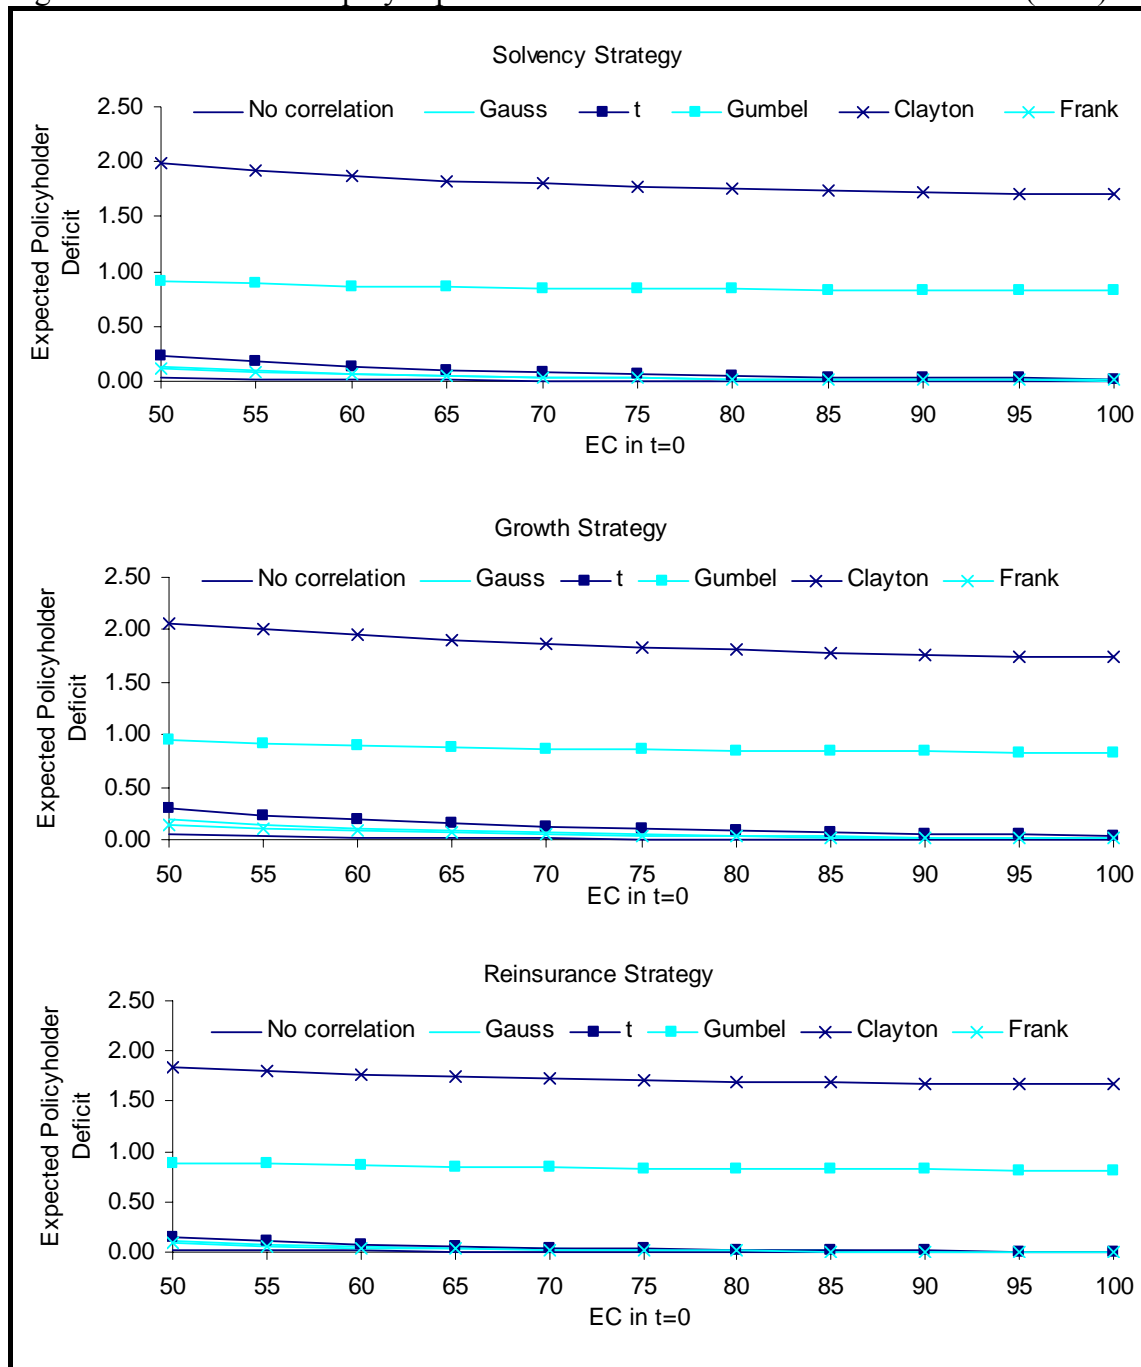 Solvency Strategy
No correlation Gauss t Gumbel Clayton Frank
Expected Policyholder
Deficit
2.50
2.00
1.50
1.00
0.50
0.00
50 55 60 65 70 75 80 85 90 95 100
EC in t=0
Growth Strategy
No correlation Gauss t Gumbel Clayton Frank
Expected Policyholder
Deficit
2.50
2.00
1.50
1.00
0.50
0.00
50 55 60 65 70 75 80 85 90 95 100
EC in t=0
Reinsurance Strategy
No correlation Gauss t Gumbel Clayton Frank
Expected Policyholder
Deficit
2.50
2.00
1.50
1.00
0.50
0.00
50 55 60 65 70 75 80 85 90 95 100
EC in t=0